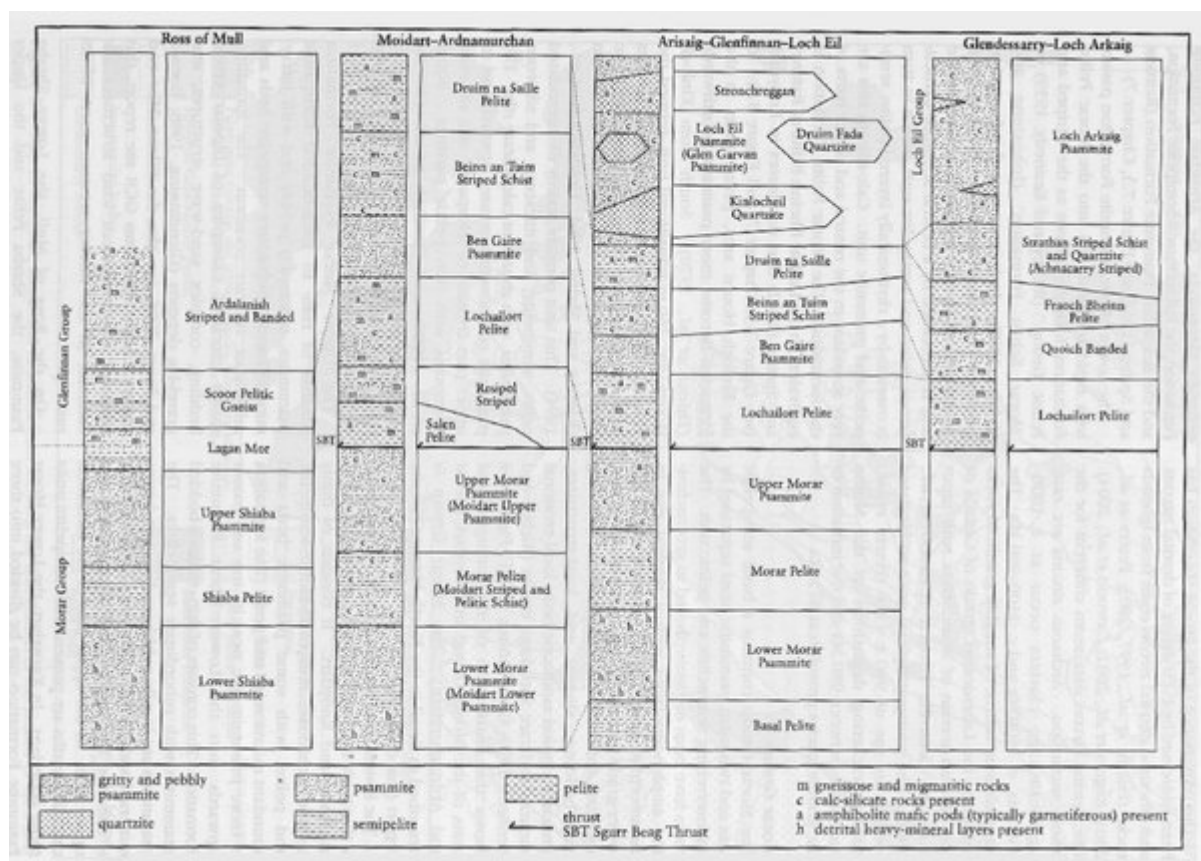 Ross of Mull
Moidart–Ardnamurchan
Arisaig–Glenfinnan–Loch Eil
Glendessarry–Loch Arkaig
Glenfinnan Group
Morar Group
Ardalanish
Striped and Banded
Scoor Pelitic
Gneiss
Lagan Mor
Upper Shiaba
Psammite
Shiaba Pelite
Lower Shiaba
Psammite
SBT
Druim na Saille
Pelite
Beinn an Tuim
Striped Schist
Ben Gaire
Psammite
Lochailort
Pelite
Resipol
Striped
Salen
Pelite
Upper Morar
Psammite
(Moidart Upper
Psammite)
Morar Pelite
(Moidart Striped and
Pelitic Schist)
Lower Morar
Psammite
(Moidart Lower
Psammite)
SBT
Stronchreggan
Loch Eil
Psammite
(Glen Garvan
Psammite)
Druim Fada
Quartzite
Kinlocheil
Quartzite
Druim na Saille
Pelite
Beinn an Tuim
Striped Schist
Ben Gaire
Psammite
Lochailort Pelite
Upper Morar
Psammite
Morar Pelite
Lower Morar
Psammite
Basal Pelite
Loch Eil Group
SBT
Loch Arkaig
Psammite
Strathan Striped Schist
and Quartzite
(Achnacarry Striped)
Fraoch Bheinn
Pelite
Quoich Banded
Lochailort Pelite
gritty and pebbly
psammite
quartzite
psammite
semipelite
pelite
thrust
SBT Sgurr Beag Thrust
m gneissose and migmatitic rocks
c calc-silicate rocks present
a amphibolite mafic pods (typically garnetiferous) present
h detrital heavy-mineral layers present